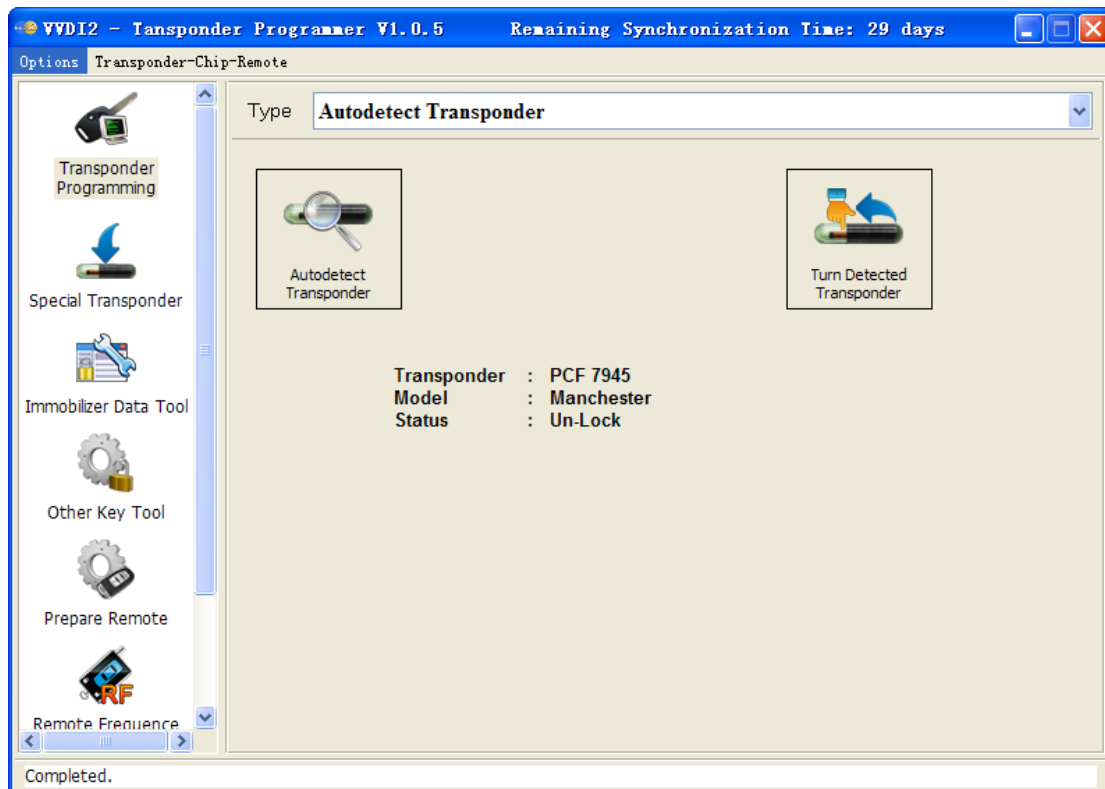 VVDI2 - Tansponder Programmer V1.0.5 Remaining Synchronization Time: 29 days
Options Transponder-Chip-Remote
Transponder
Programming
Special Transponder
Immobilizer Data Tool
Other Key Tool
Prepare Remote
RF
Remote Frequence
Type Autodetect Transponder
Autodetect
Transponder
Turn Detected
Transponder
Transponder : PCF 7945
Model : Manchester
Status : Un-Lock
Completed.